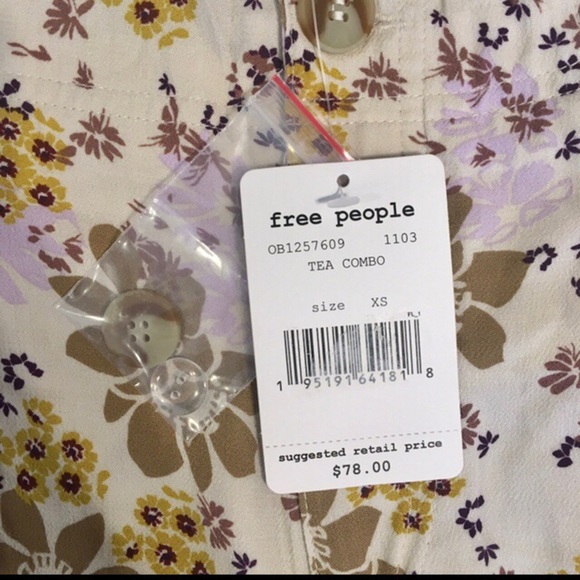 free people
OB1257609 1103
TEA COMBO
size XS
1 95191 64181 8
suggested retail price
$78.00